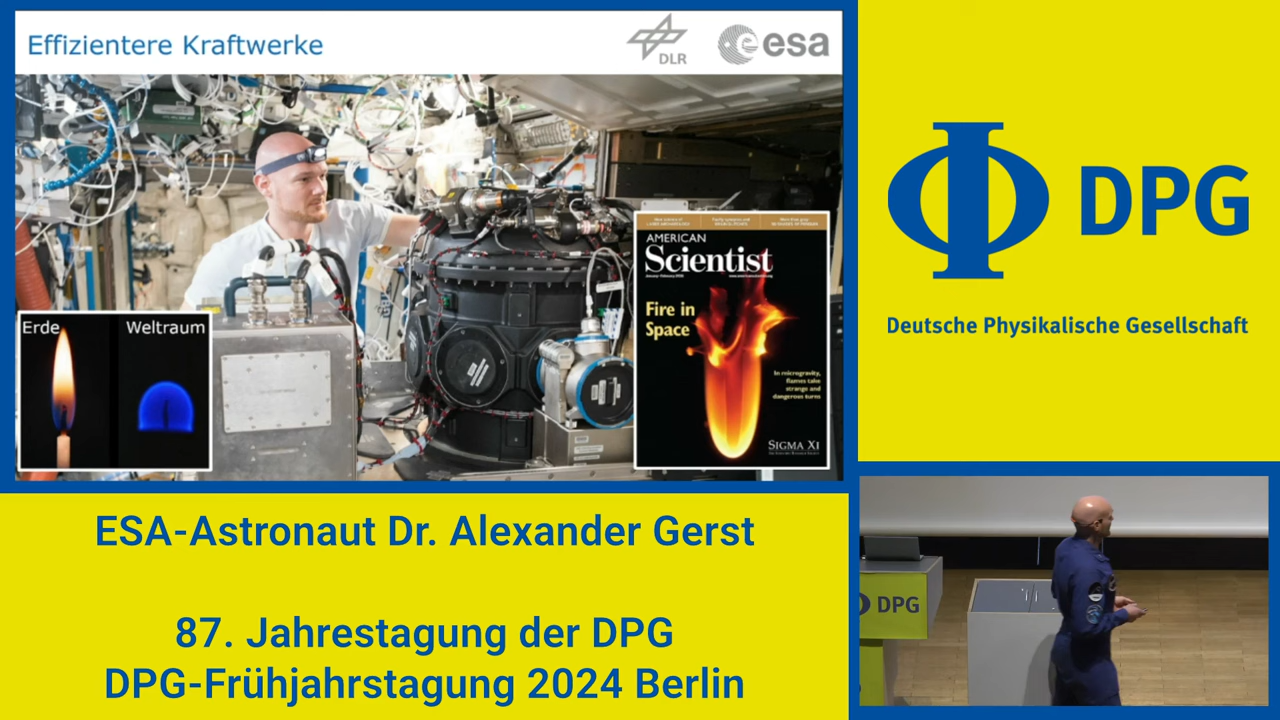 Effizientere Kraftwerke
DLR
esa
Erde
Weltraum
AMERICAN
Scientist
Fire in
Space
In microgravity,
flames take
strange and
dangerous turns
SIGMA XI
DPG
Deutsche Physikalische Gesellschaft
ESA-Astronaut Dr. Alexander Gerst
87. Jahrestagung der DPG
DPG-Frühjahrstagung 2024 Berlin
DPG